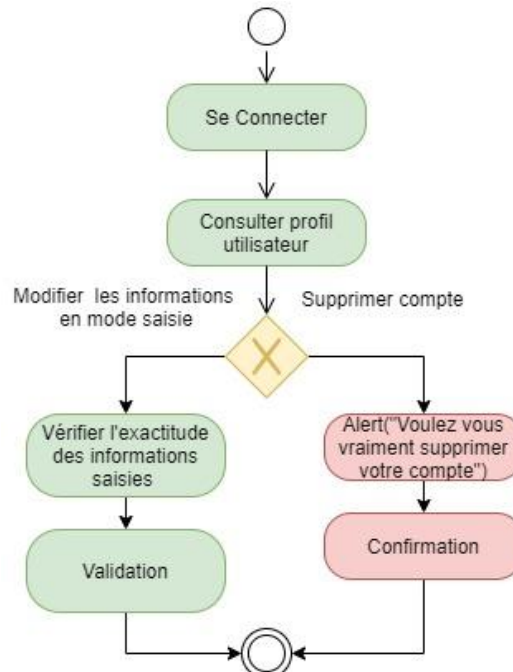 Se Connecter
Consulter profil
utilisateur
Modifier les informations
en mode saisie
Supprimer compte
X
Vérifier l'exactitude
des informations
saisies
Alert("Voulez vous
vraiment supprimer
votre compte")
Validation
Confirmation